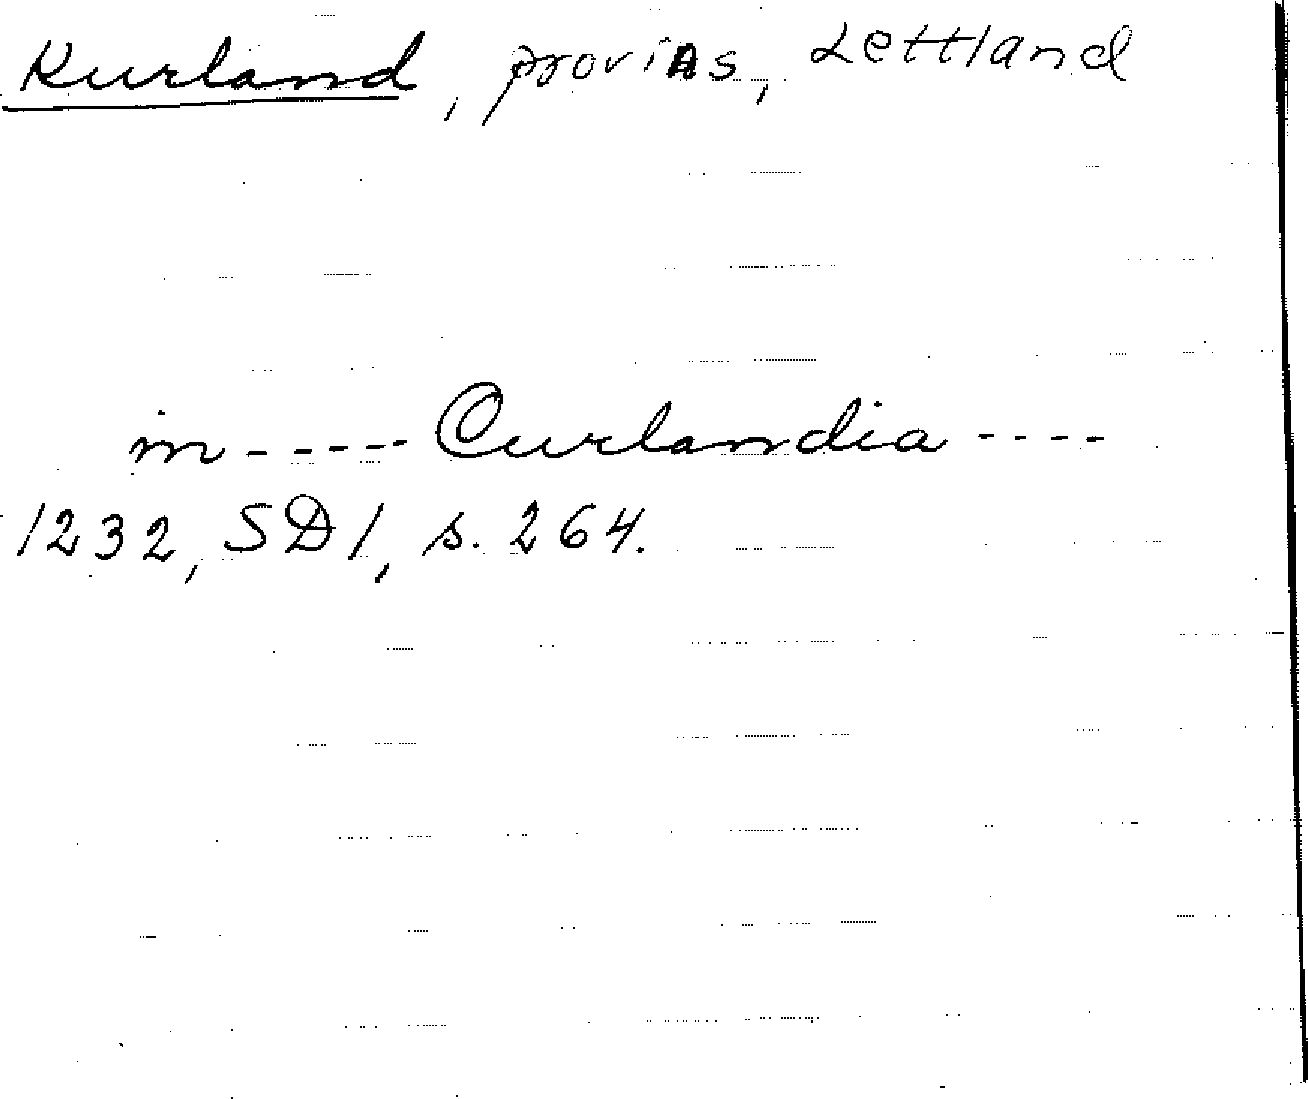 Kurland, provins, Lettland
in ----- Curlandia ----
1232, SD1, s. 264.